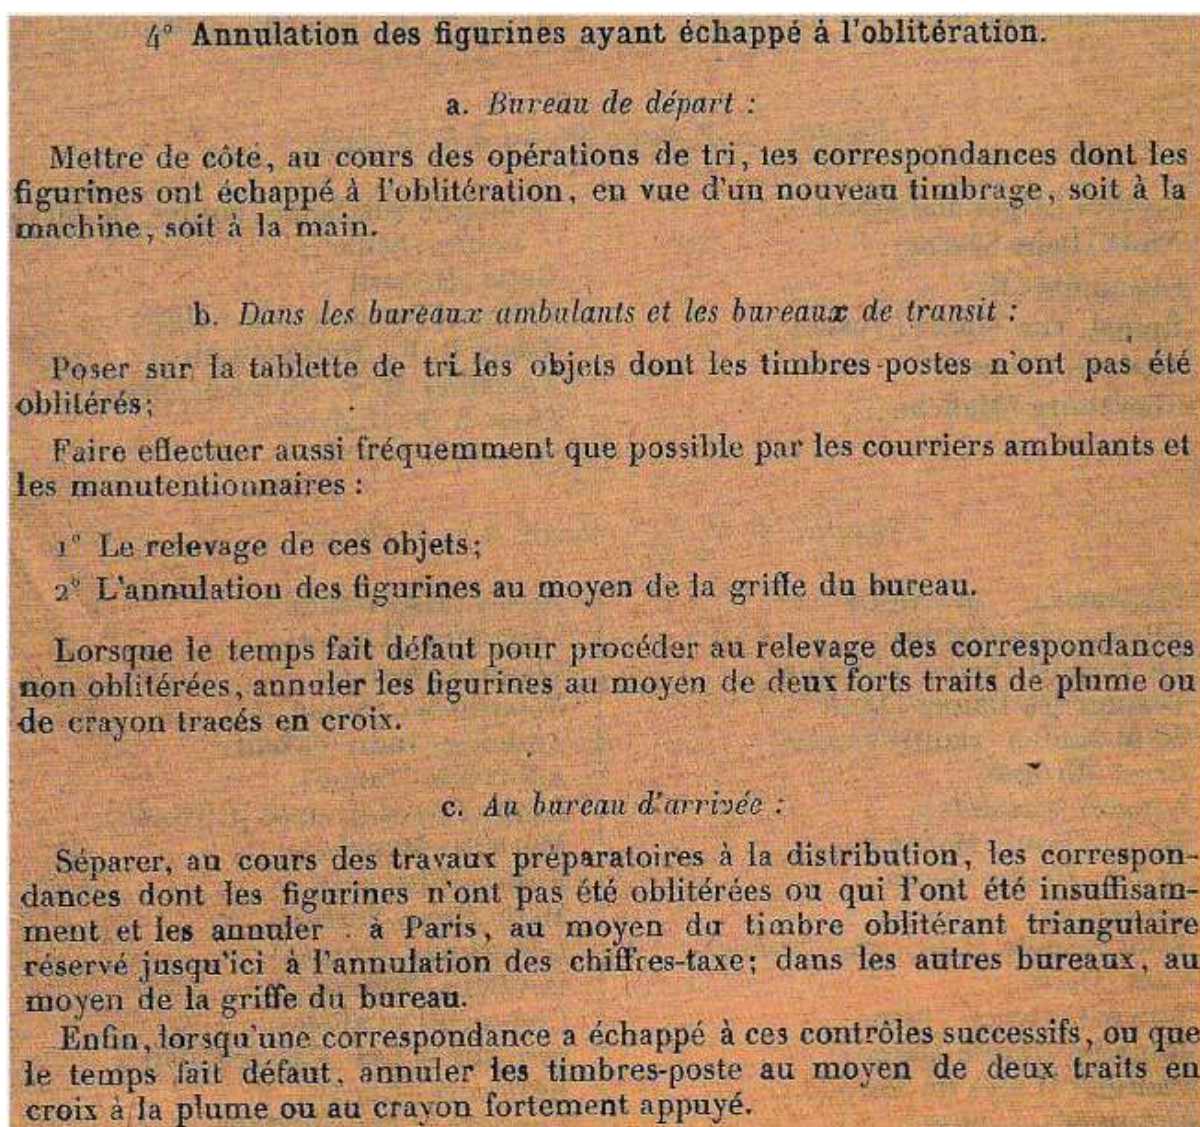 4° Annulation des figurines ayant échappé à l'oblitération.
a. Bureau de départ :
Mettre de côté, au cours des opérations de tri, les correspondances dont les
figurines ont échappé à l'oblitération, en vue d'un nouveau timbrage, soit à la
machine, soit à la main.
b. Dans les bureaux ambulants et les bureaux de transit :
Poser sur la tablette de tri les objets dont les timbres-postes n'ont pas été
oblitérés;
Faire effectuer aussi fréquemment que possible par les courriers ambulants et
les manutentionnaires :
1° Le relevage de ces objets;
2° L'annulation des figurines au moyen de la griffe du bureau.
Lorsque le temps fait défaut pour procéder au relevage des correspondances
non oblitérées, annuler les figurines au moyen de deux forts traits de plume ou
de crayon tracés en croix.
c. Au bureau d'arrivée :
Séparer, au cours des travaux préparatoires à la distribution, les correspon-
dances dont les figurines n'ont pas été oblitérées ou qui l'ont été insuffisam-
ment et les annuler : à Paris, au moyen du timbre oblitérant triangulaire
réservé jusqu'ici à l'annulation des chiffres-taxe; dans les autres bureaux, au
moyen de la griffe du bureau.
Enfin, lorsqu'une correspondance a échappé à ces contrôles successifs, ou que
le temps fait défaut, annuler les timbres-poste au moyen de deux traits en
croix à la plume ou au crayon fortement appuyé.